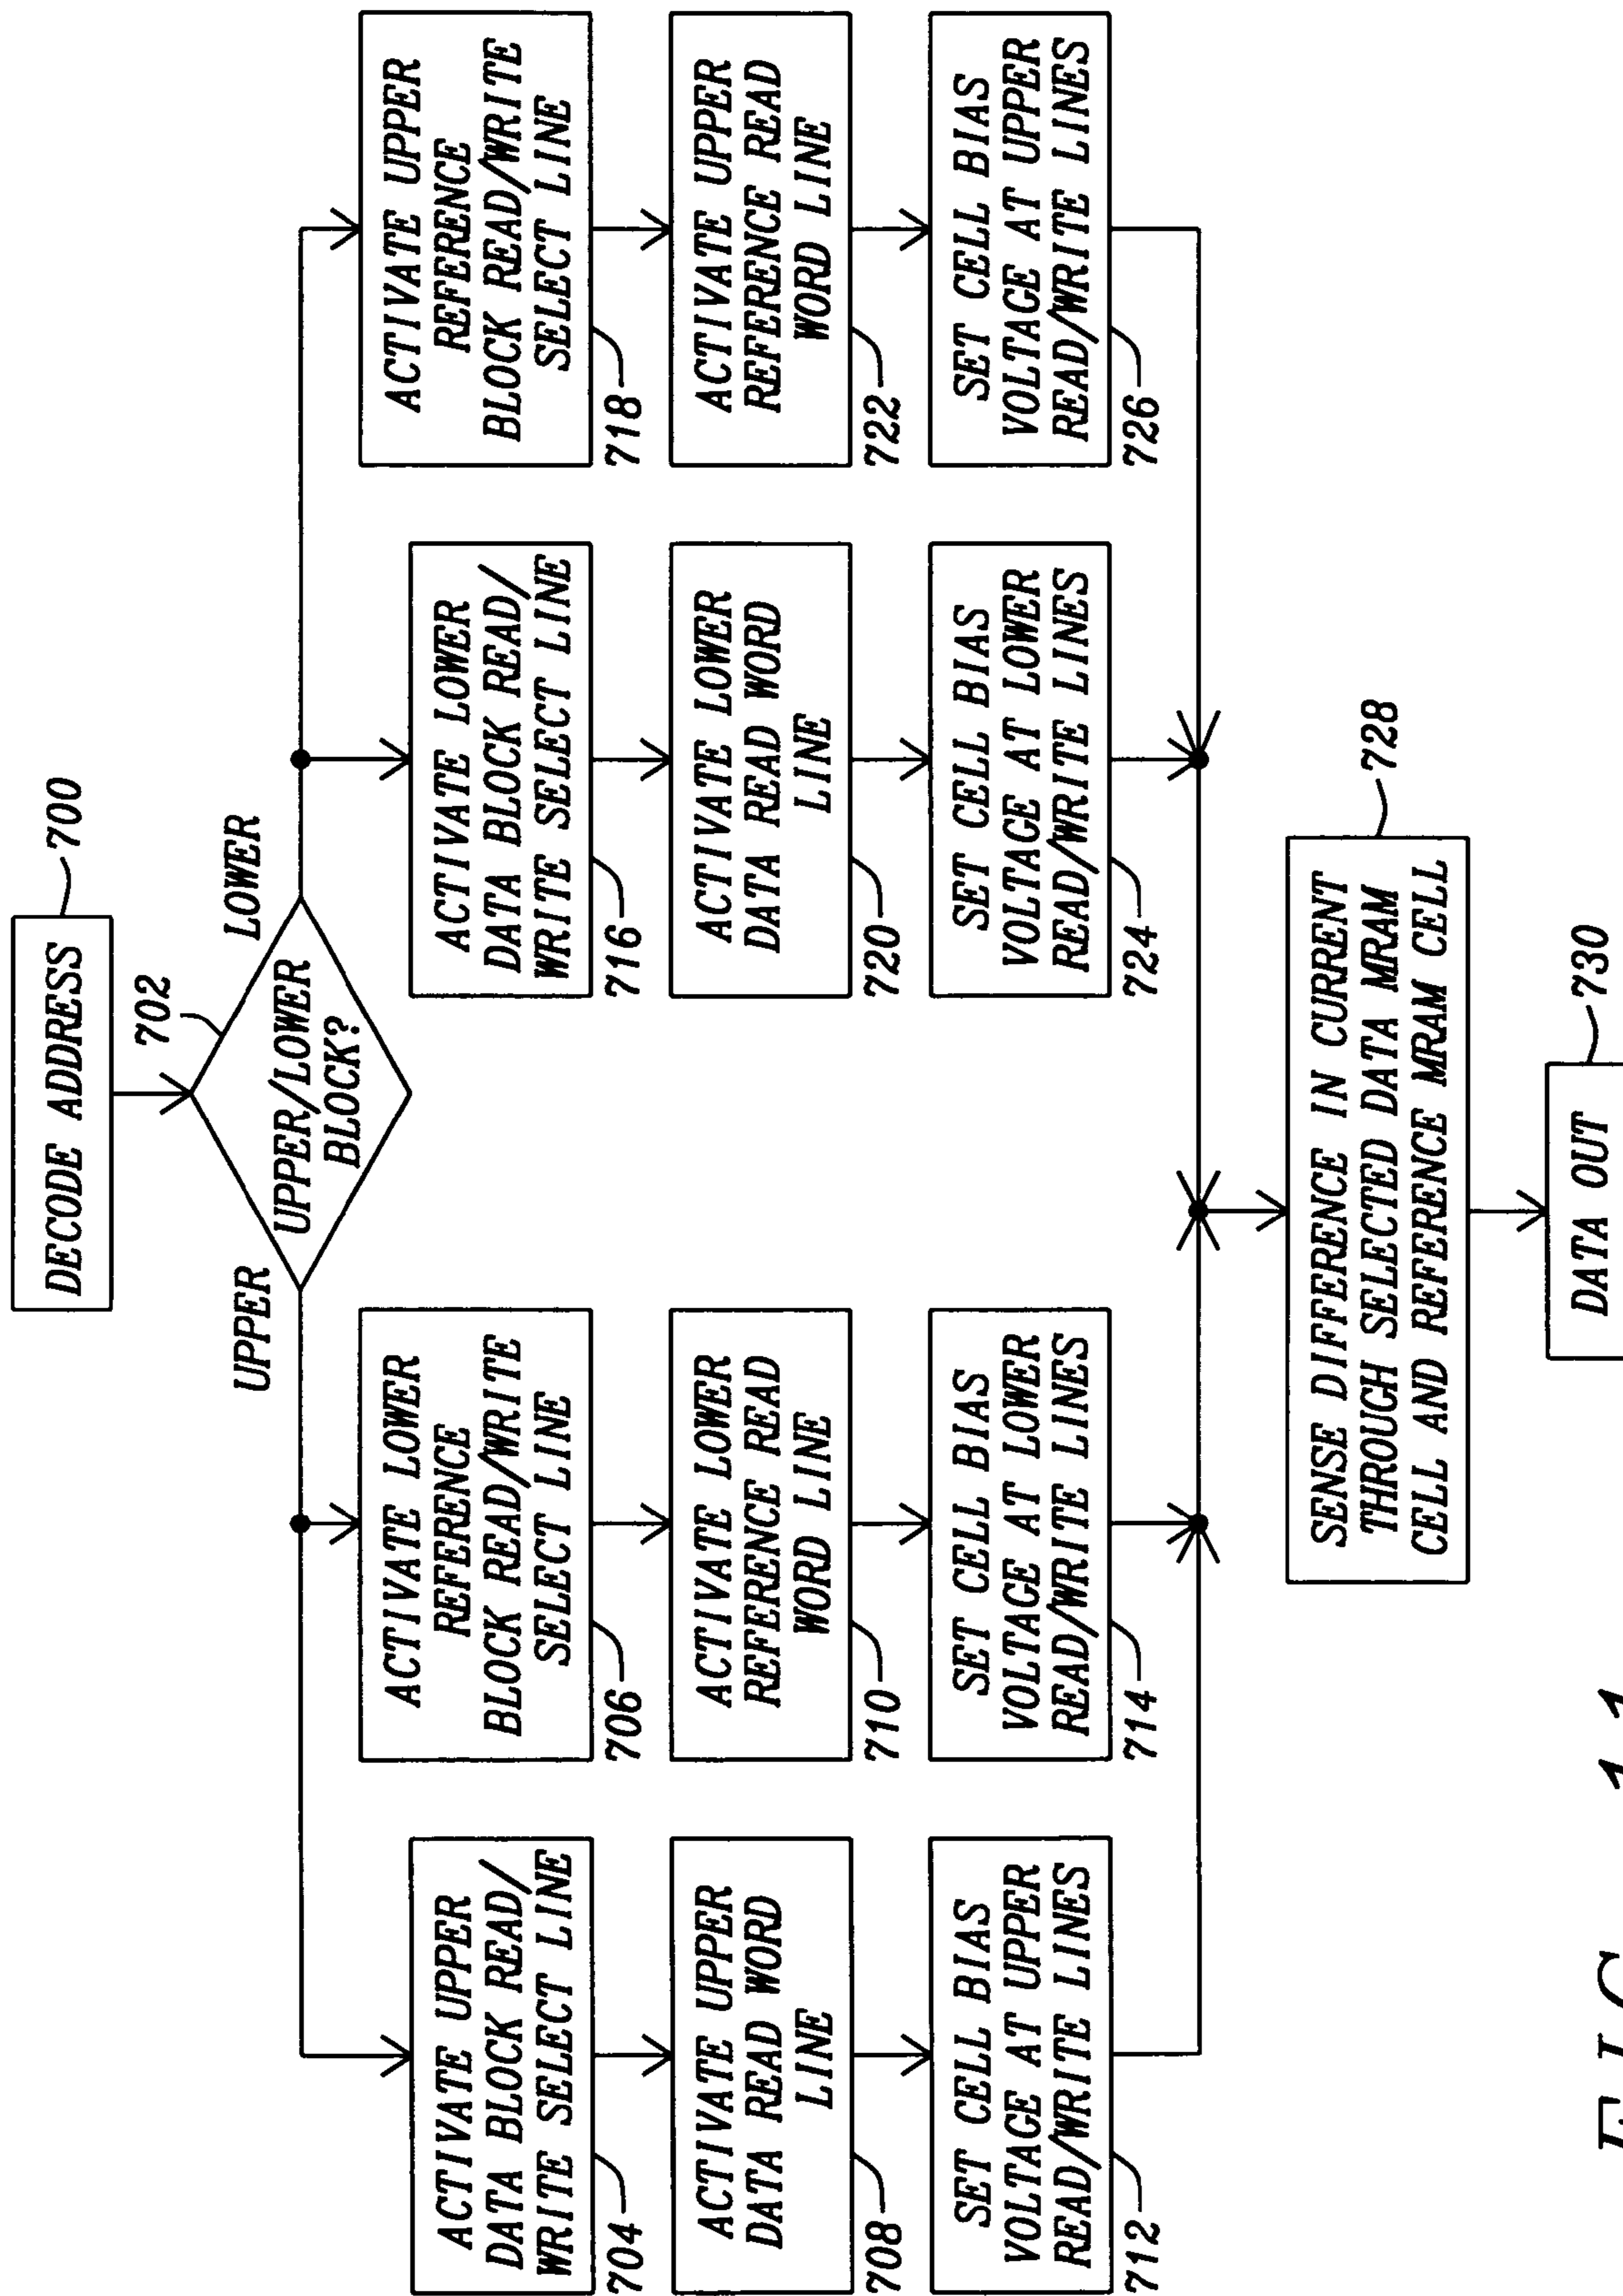 DECODE ADDRESS
700
702
UPPER/LOWER
BLOCK?
UPPER
LOWER
ACTIVATE UPPER
DATA BLOCK READ/
WRITE SELECT LINE
704
ACTIVATE LOWER
REFERENCE
BLOCK READ/WRITE
SELECT LINE
706
ACTIVATE LOWER
DATA BLOCK READ/
WRITE SELECT LINE
716
ACTIVATE UPPER
REFERENCE
BLOCK READ/WRITE
SELECT LINE
718
ACTIVATE UPPER
DATA READ WORD
LINE
708
ACTIVATE LOWER
REFERENCE READ
WORD LINE
710
ACTIVATE LOWER
DATA READ WORD
LINE
720
ACTIVATE UPPER
REFERENCE READ
WORD LINE
722
SET CELL BIAS
VOLTAGE AT UPPER
READ/WRITE LINES
712
SET CELL BIAS
VOLTAGE AT LOWER
READ/WRITE LINES
714
SET CELL BIAS
VOLTAGE AT LOWER
READ/WRITE LINES
724
SET CELL BIAS
VOLTAGE AT UPPER
READ/WRITE LINES
726
SENSE DIFFERENCE IN CURRENT
THROUGH SELECTED DATA MRAM
CELL AND REFERENCE MRAM CELL
728
DATA OUT
730
FIG. 11